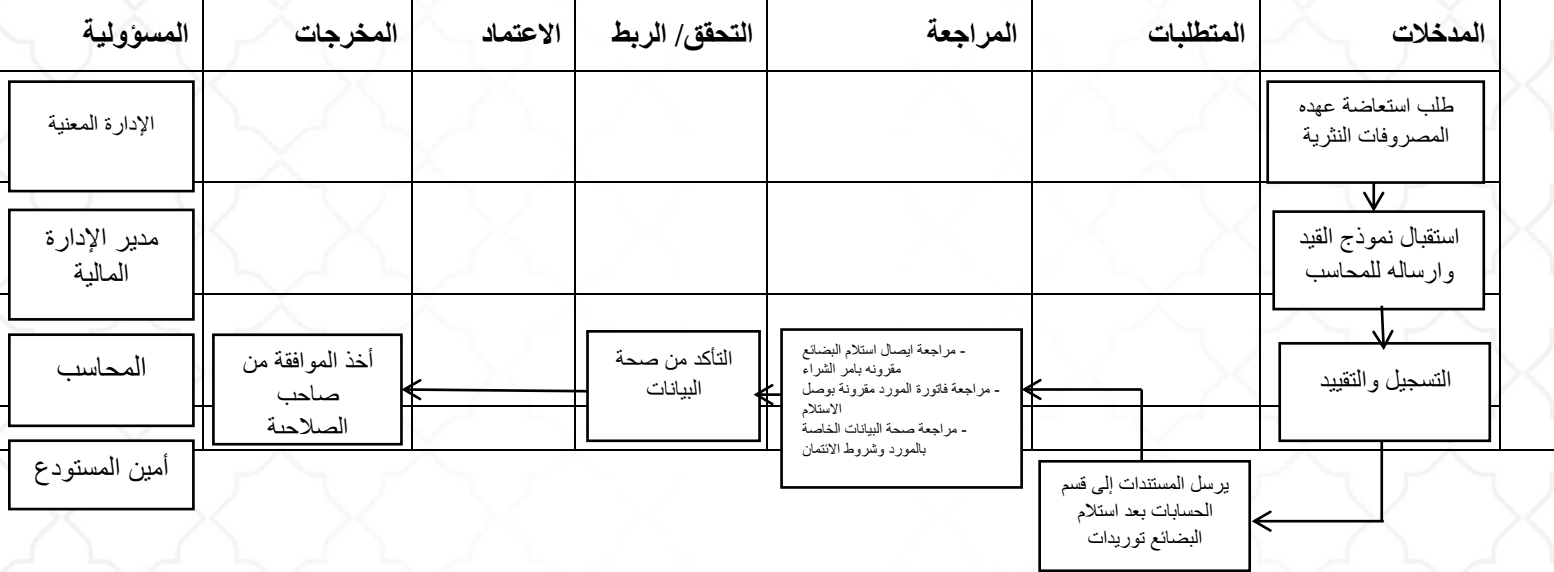 المدخلات
المتطلبات
المراجعة
التحقق/ الربط
الاعتماد
المخرجات
المسؤولية
طلب استعاضة عهده
المصروفات النثرية
الإدارة المعنية
استقبال نموذج القيد
وارساله للمحاسب
مدير الإدارة
المالية
التسجيل والتقييد
يرسل المستندات إلى قسم
الحسابات بعد استلام
البضائع توريدات
- مراجعة ايصال استلام البضائع
مقرونه بامر الشراء
- مراجعة فاتورة المورد مقرونة بوصل
الاستلام
- مراجعة صحة البيانات الخاصة
بالمورد وشروط الائتمان
التأكد من صحة
البيانات
أخذ الموافقة من
صاحب
الصلاحية
المحاسب
أمين المستودع